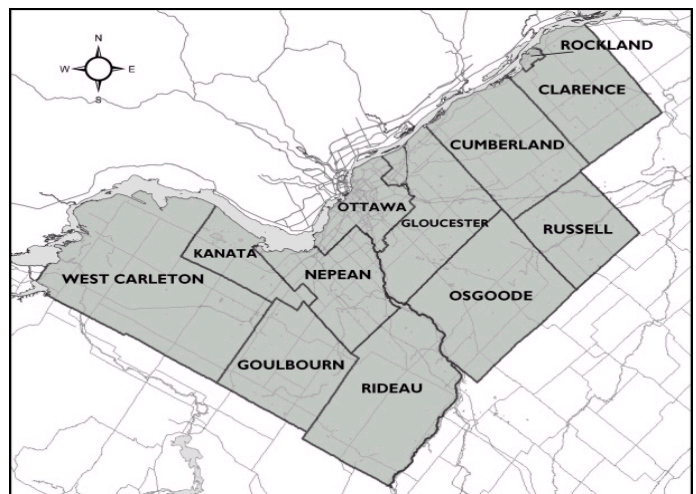 N
W E
S
ROCKLAND
CLARENCE
CUMBERLAND
OTTAWA
GLOUCESTER
RUSSELL
KANATA
NEPEAN
WEST CARLETON
OSGOODE
GOULBOURN
RIDEAU